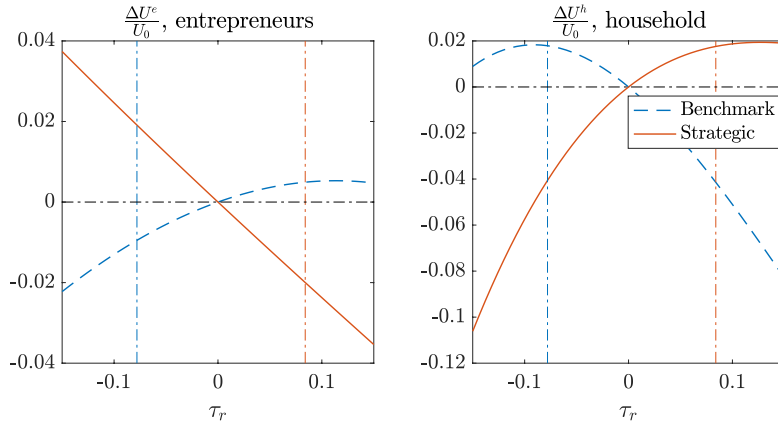 ΔU^e/U_0, entrepreneurs
0.04
0.02
0
-0.02
-0.04
-0.1 0 0.1
τ_r
ΔU^h/U_0, household
0.02
0
-0.02
-0.04
-0.06
-0.08
-0.1
-0.12
-0.1 0 0.1
τ_r
Benchmark
Strategic